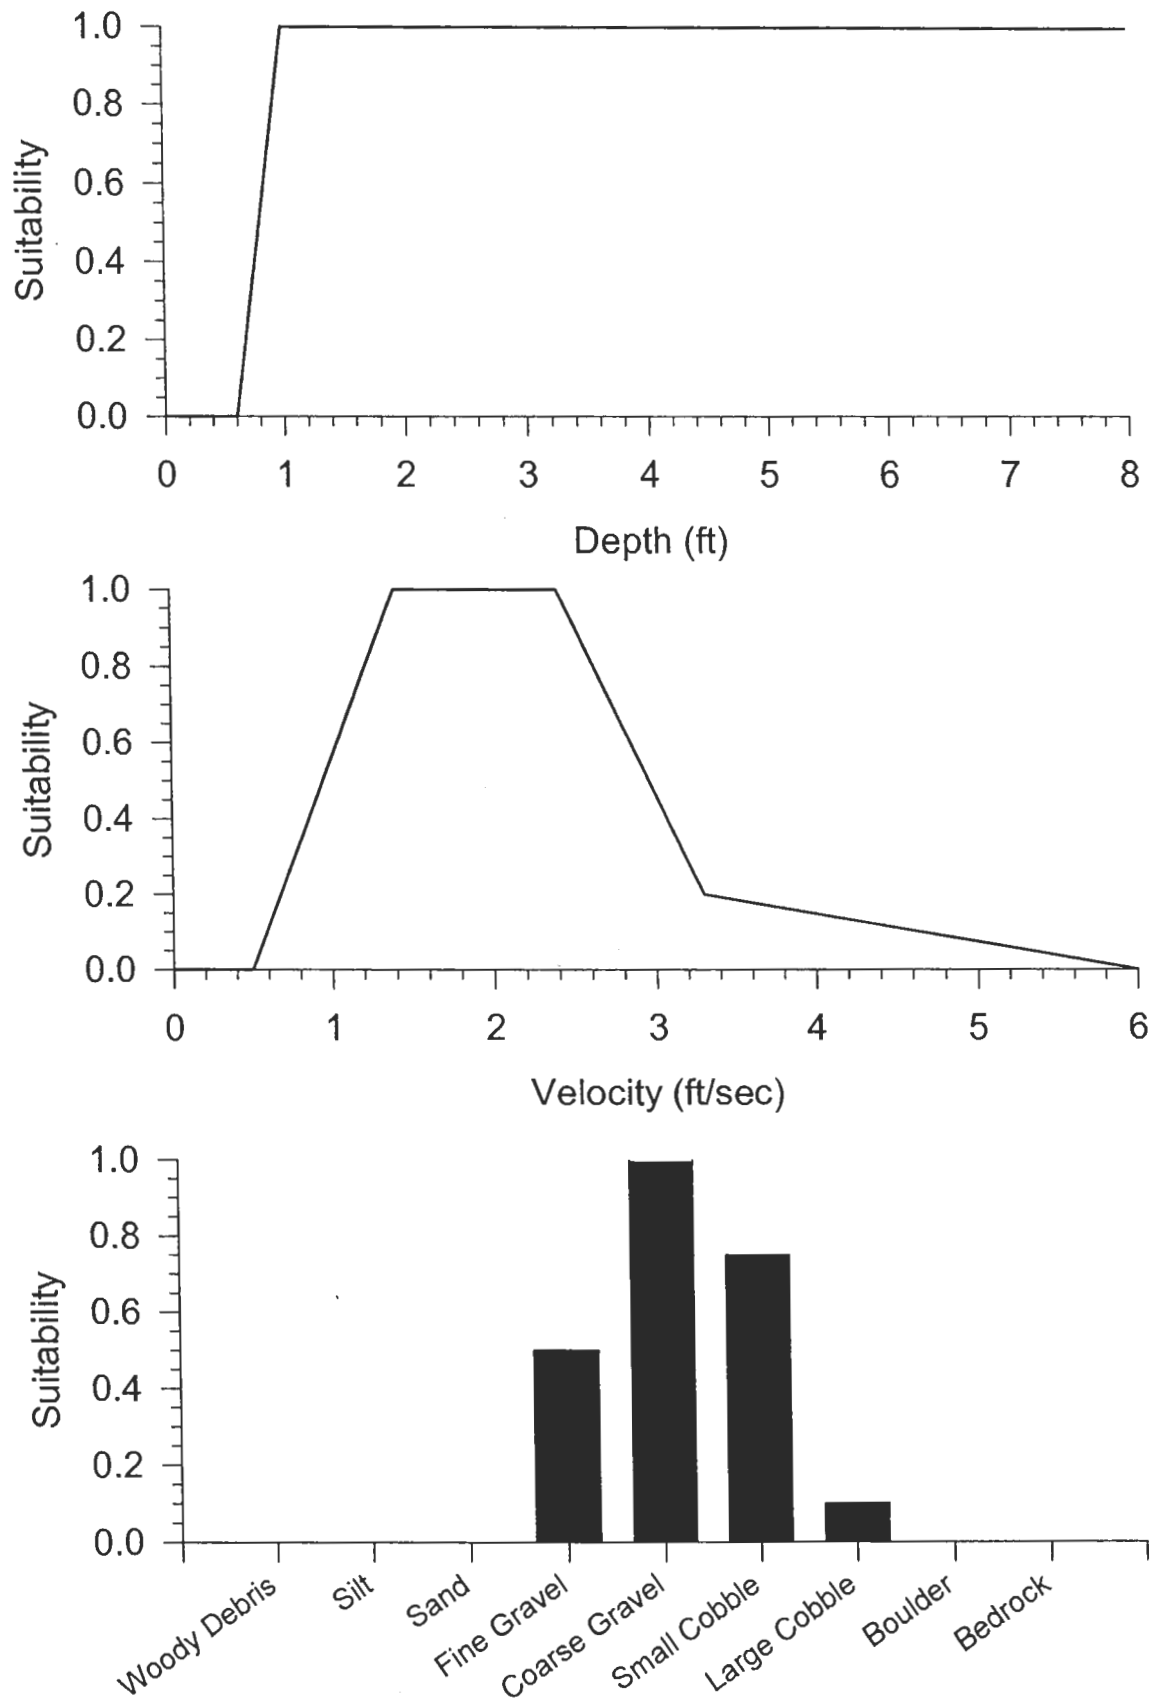 1.0
0.8
0.6
0.4
0.2
0.0
Suitability
0 1 2 3 4 5 6 7 8
Depth (ft)
1.0
0.8
0.6
0.4
0.2
0.0
Suitability
0 1 2 3 4 5 6
Velocity (ft/sec)
1.0
0.8
0.6
0.4
0.2
0.0
Suitability
Woody Debris
Silt
Sand
Fine Gravel
Coarse Gravel
Small Cobble
Large Cobble
Boulder
Bedrock